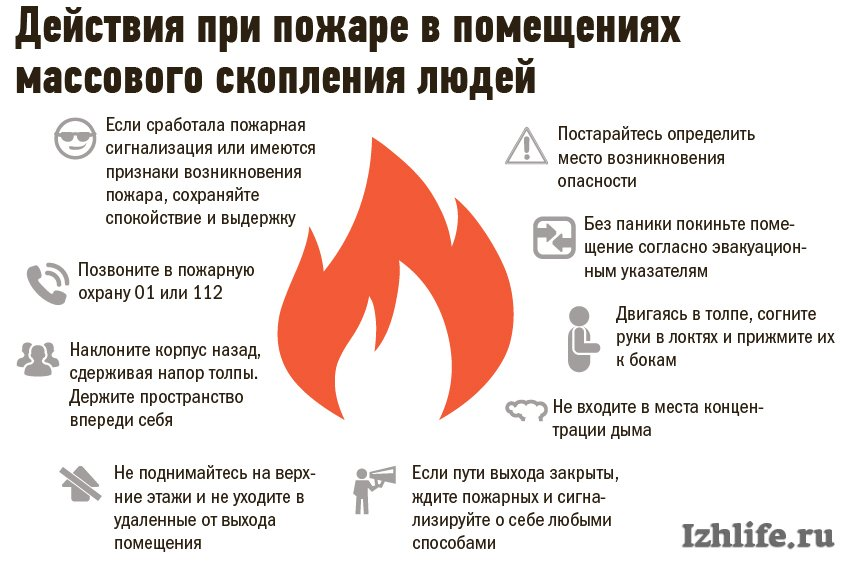 Действия при пожаре в помещениях
массового скопления людей
Если сработала пожарная
сигнализация или имеются
признаки возникновения
пожара, сохраняйте
спокойствие и выдержку
Постарайтесь определить
место возникновения
опасности
Позвоните в пожарную
охрану 01 или 112
Без паники покиньте поме-
щение согласно эвакуацион-
ным указателям
Наклоните корпус назад,
сдерживая напор толпы.
Держите пространство
впереди себя
Двигаясь в толпе, согните
руки в локтях и прижмите их
к бокам
Не входите в места концен-
трации дыма
Не поднимайтесь на верх-
ние этажи и не уходите в
удаленные от выхода
помещения
Если пути выхода закрыты,
ждите пожарных и сигна-
лизируйте о себе любыми
способами
Izhlife.ru